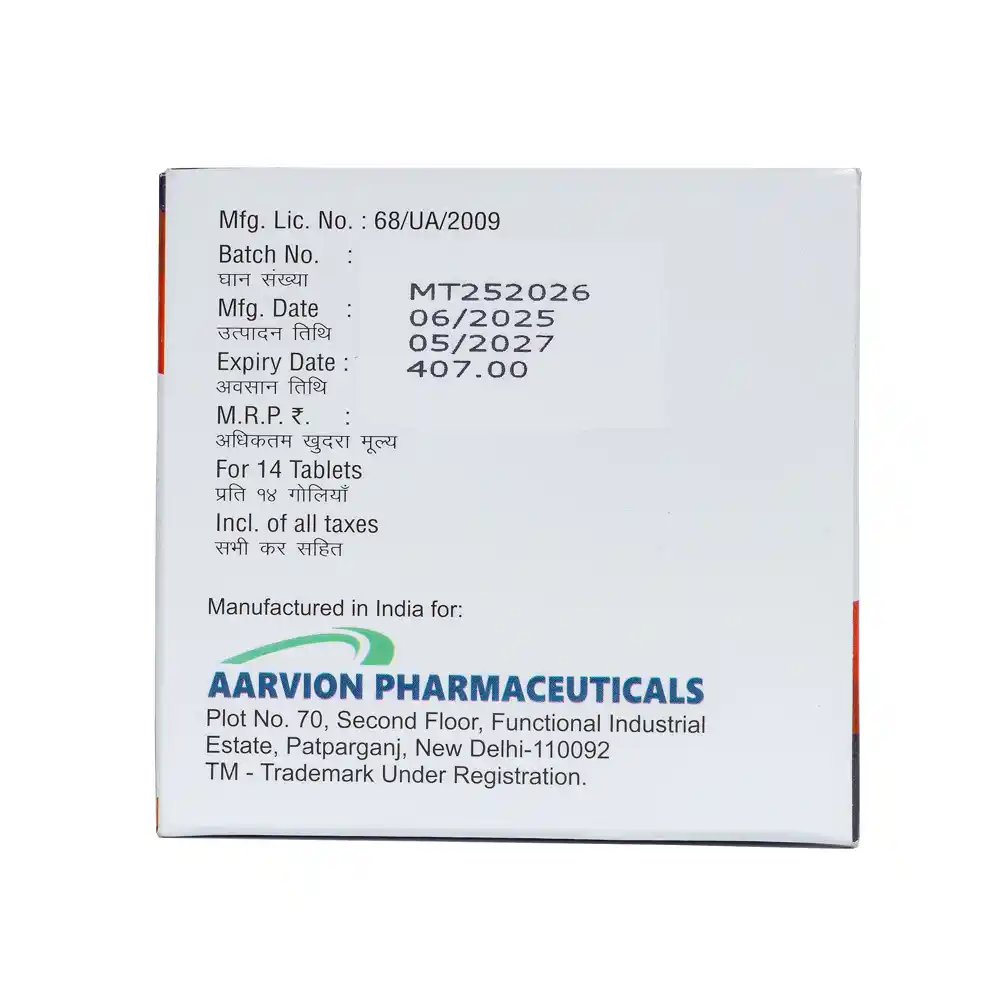 Mfg. Lic. No. : 68/UA/2009
Batch No. :
घान संख्या
MT252026
Mfg. Date :
06/2025
उत्पादन तिथि
05/2027
Expiry Date :
407.00
अवसान तिथि
M.R.P. ₹. :
अधिकतम खुदरा मूल्य
For 14 Tablets
प्रति १४ गोलियाँ
Incl. of all taxes
सभी कर सहित
Manufactured in India for:
AARVION PHARMACEUTICALS
Plot No. 70, Second Floor, Functional Industrial
Estate, Patparganj, New Delhi-110092
TM - Trademark Under Registration.